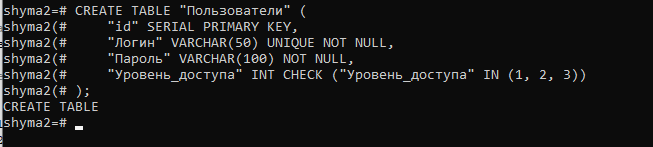 shyma2=# CREATE TABLE "Пользователи" (
shyma2(#     "id" SERIAL PRIMARY KEY,
shyma2(#     "Логин" VARCHAR(50) UNIQUE NOT NULL,
shyma2(#     "Пароль" VARCHAR(100) NOT NULL,
shyma2(#     "Уровень_доступа" INT CHECK ("Уровень_доступа" IN (1, 2, 3))
shyma2(# );
CREATE TABLE
shyma2=#